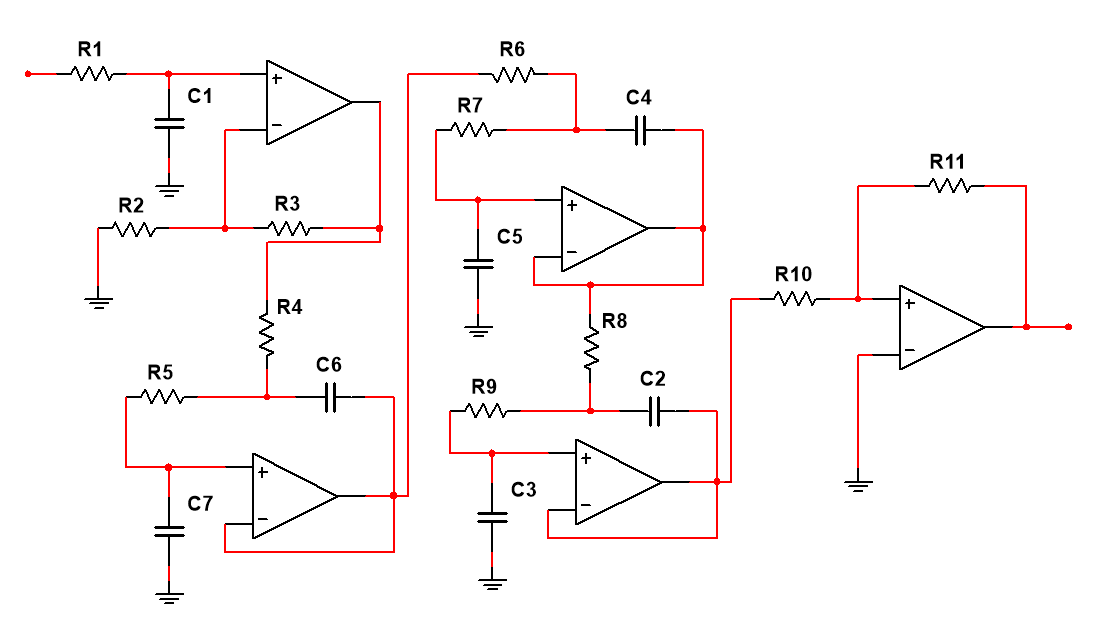 R1
C1
+
−
R2
R3
R4
R5
C6
+
−
C7
R6
R7
C4
+
−
C5
R8
R9
C2
+
−
C3
R10
R11
+
−